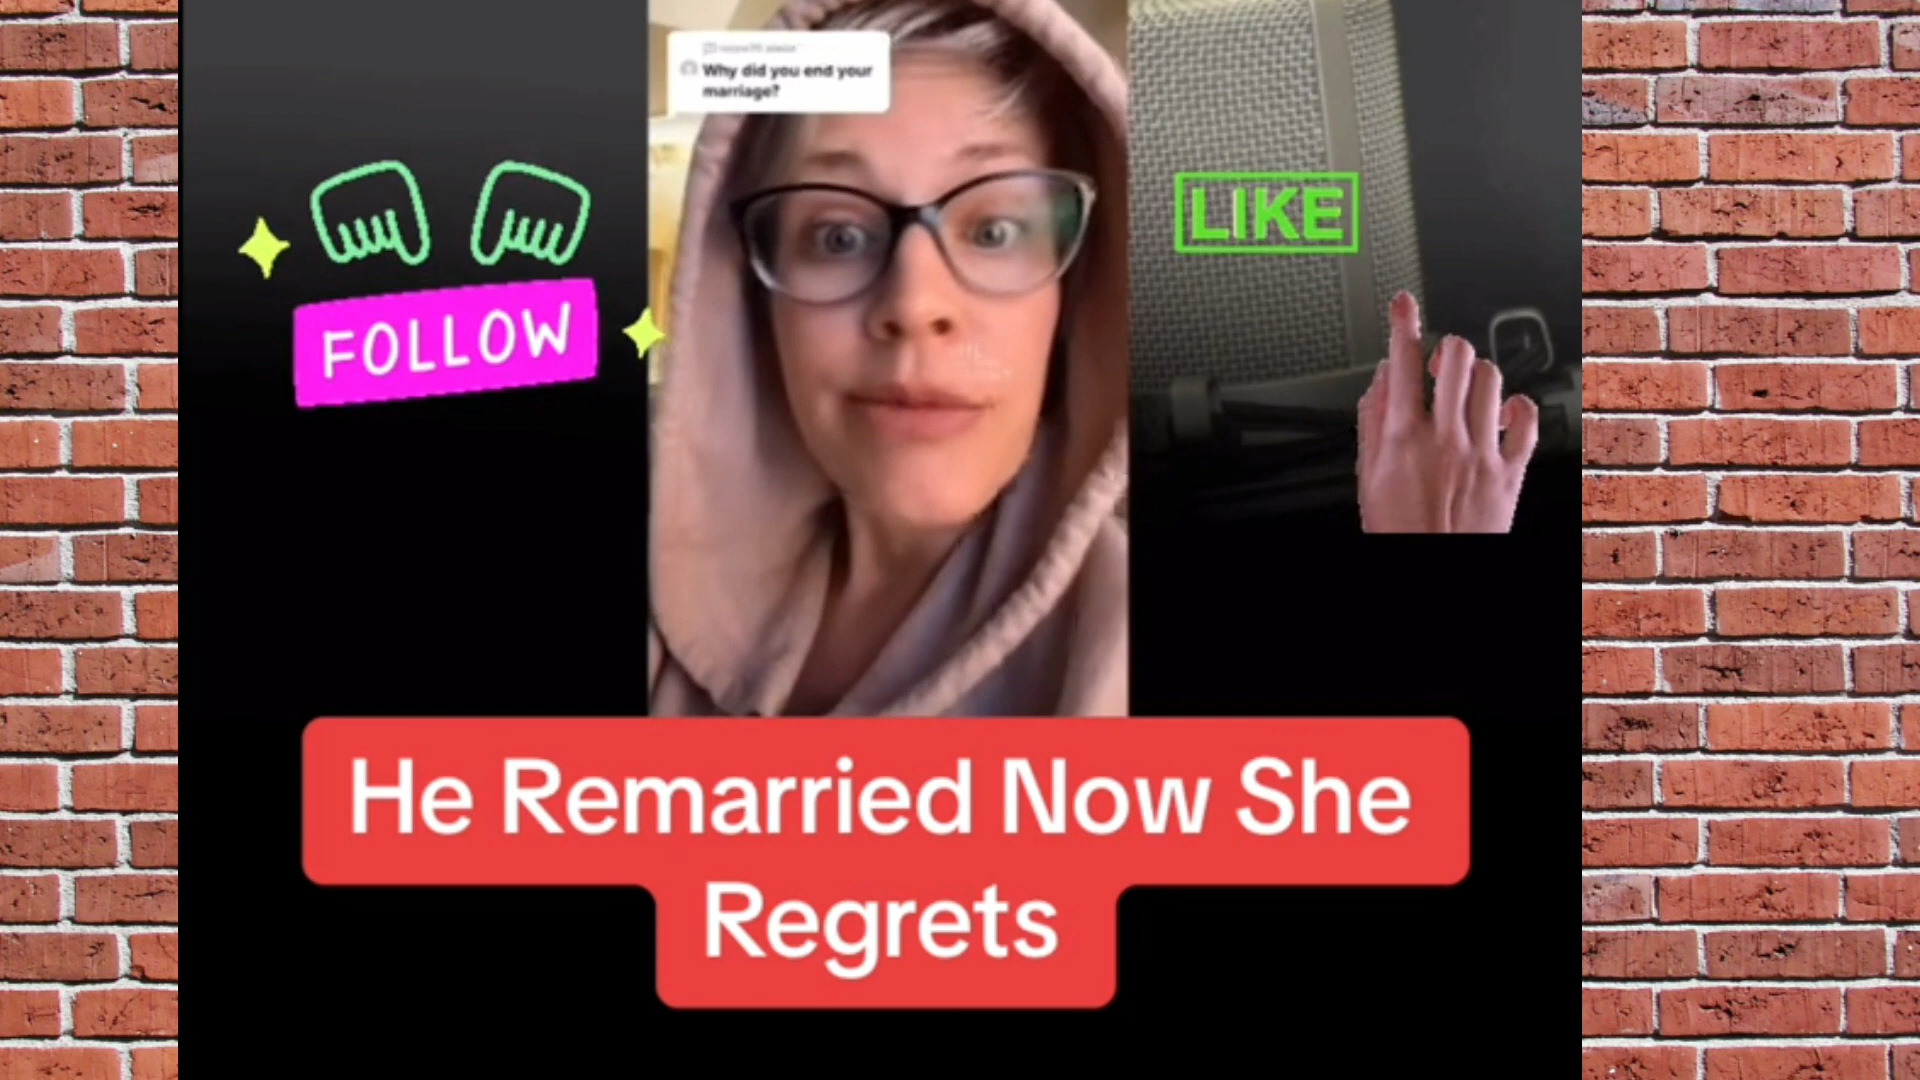 Why did you end your
marriage?
LIKE
FOLLOW
He Remarried Now She
Regrets